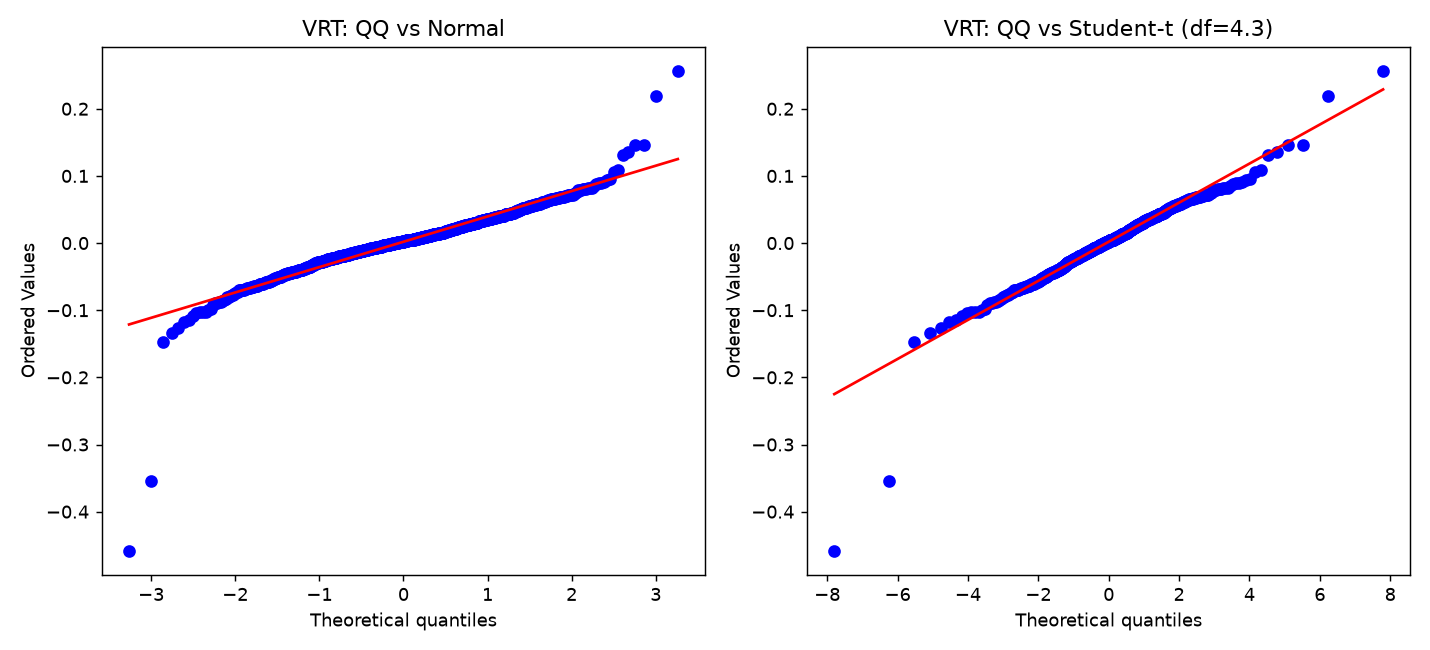 VRT: QQ vs Normal
Ordered Values
0.2
0.1
0.0
−0.1
−0.2
−0.3
−0.4
−3 −2 −1 0 1 2 3
Theoretical quantiles
VRT: QQ vs Student-t (df=4.3)
Ordered Values
0.2
0.1
0.0
−0.1
−0.2
−0.3
−0.4
−8 −6 −4 −2 0 2 4 6 8
Theoretical quantiles